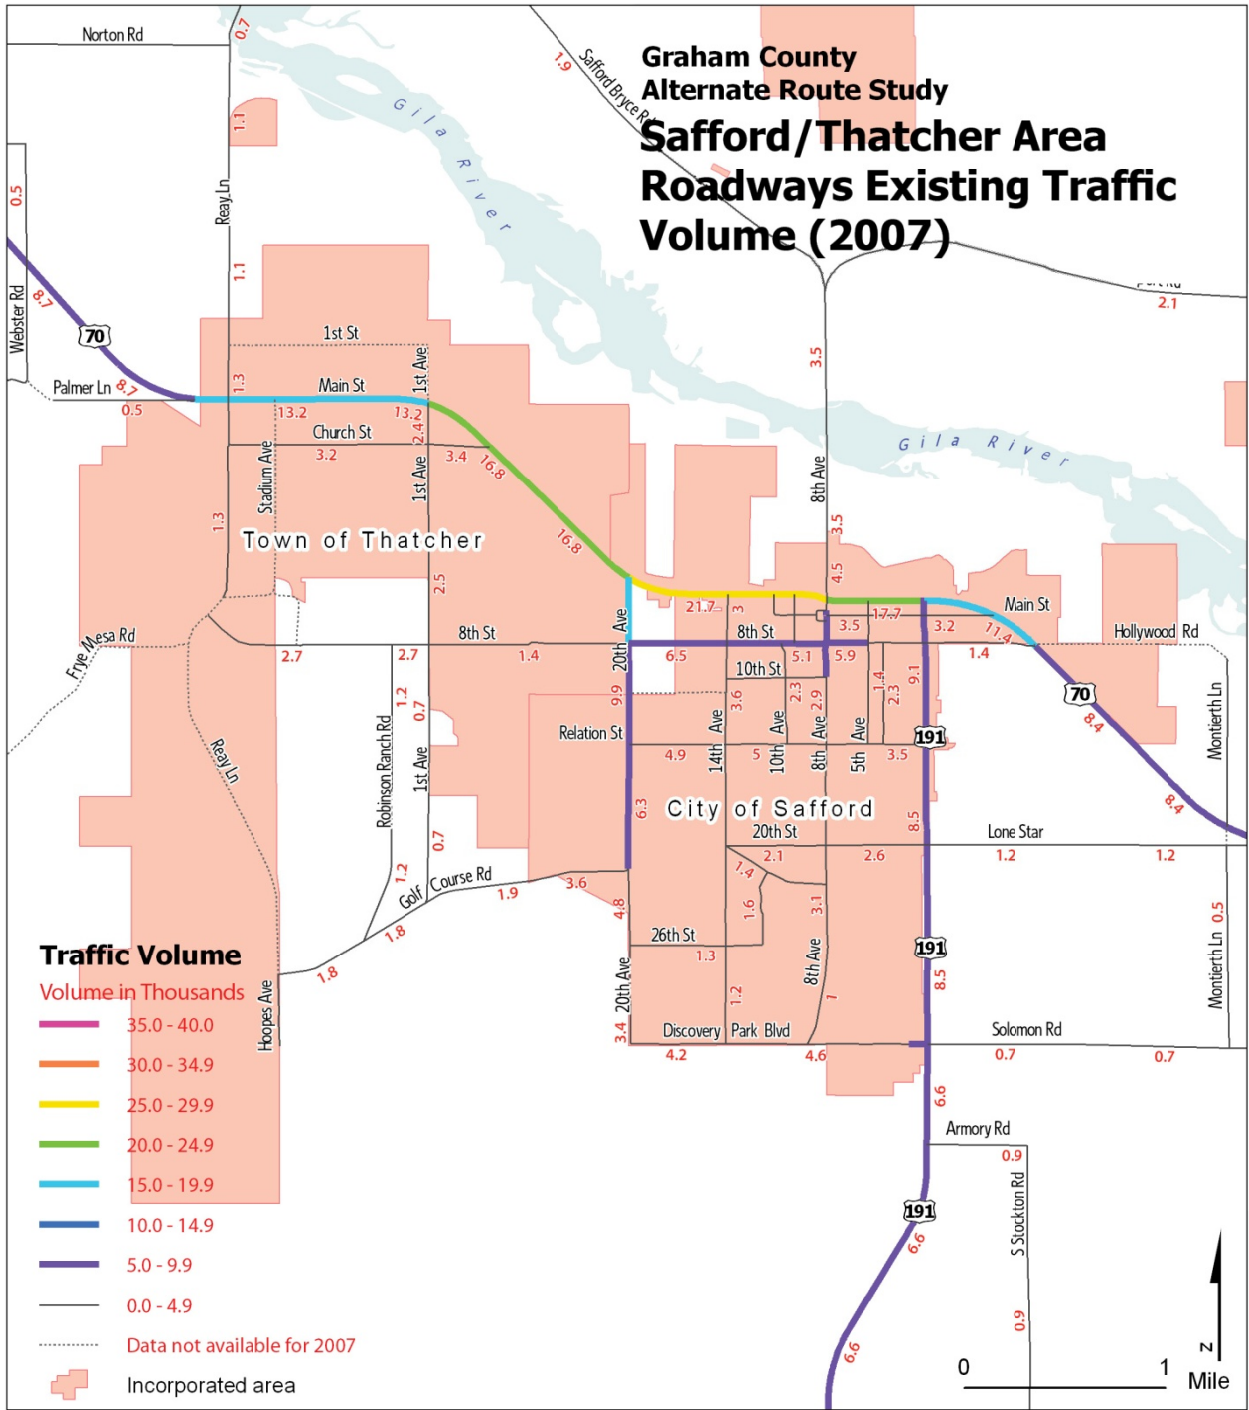 Graham County
Alternate Route Study
Safford/Thatcher Area
Roadways Existing Traffic
Volume (2007)
Norton Rd
0.7
1.9
Safford Bryce Rd
Gila River
1.1
0.5
Reay Ln
1.1
8.7
Webster Rd
70
2.1
3.5
1st St
1st Ave
1.3
Main St
Palmer Ln
8.7
0.5
13.2
13.2
2.4
Church St
3.2
3.4
16.8
Stadium Ave
1st Ave
8th Ave
Gila River
1.3
Town of Thatcher
16.8
3.5
2.5
4.5
21.7
3
17.7
Main St
3.5
3.2
11.4
Hollywood Rd
Frye Mesa Rd
8th St
20th Ave
8th St
2.7
2.7
1.4
6.5
5.1
5.9
1.4
10th St
9.1
1.2
0.7
9.9
3.6
2.3
2.9
1.4
2.3
70
8.4
Montierth Ln
Relation St
14th Ave
10th Ave
8th Ave
5th Ave
191
4.9
5
3.5
Reay Ln
Robinson Ranch Rd
1st Ave
6.3
City of Safford
8.5
8.4
20th St
Lone Star
0.7
2.1
2.6
1.2
1.2
1.2
Golf Course Rd
1.9
3.6
1.4
4.8
1.6
3.1
0.5
1.8
26th St
1.3
191
1.8
20th Ave
8th Ave
Montierth Ln
8.5
1.2
1
Hoopes Ave
3.4
Discovery Park Blvd
Solomon Rd
4.2
4.6
0.7
0.7
6.6
Armory Rd
0.9
191
S Stockton Rd
6.6
0.9
6.6
Traffic Volume
Volume in Thousands
35.0 - 40.0
30.0 - 34.9
25.0 - 29.9
20.0 - 24.9
15.0 - 19.9
10.0 - 14.9
5.0 - 9.9
0.0 - 4.9
Data not available for 2007
Incorporated area
0 1
Mile
N